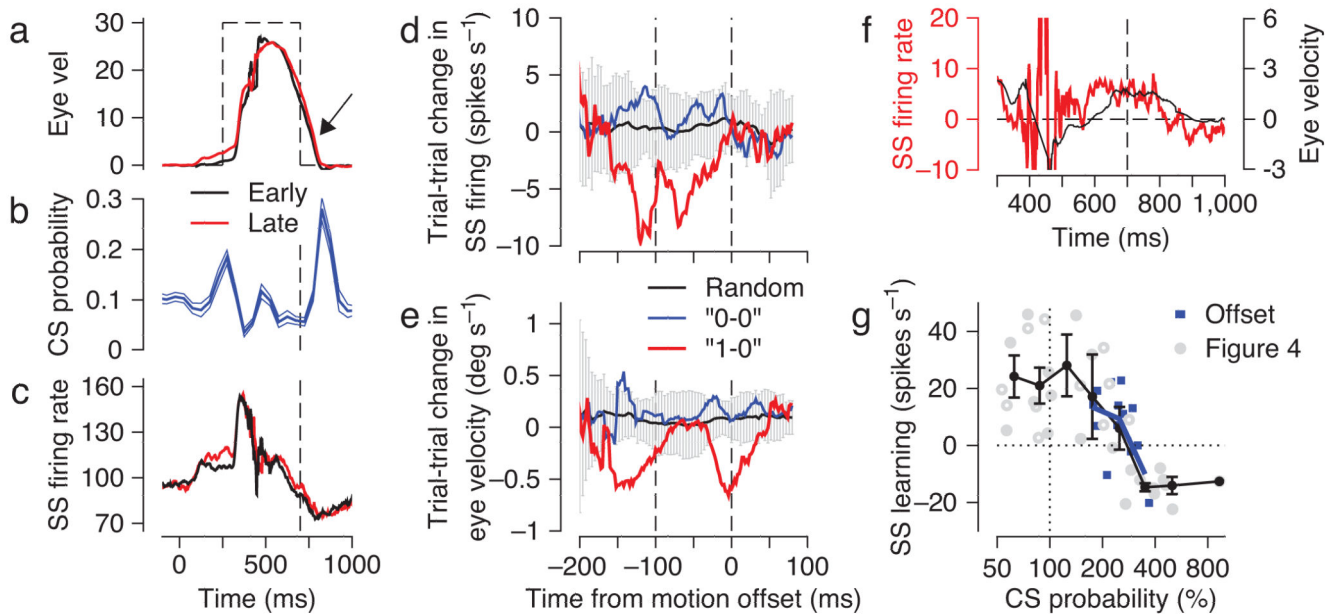 a
Eye vel
30
20
10
0
b
CS probability
0.3
0.2
0.1
0
Early
Late
c
SS firing rate
160
130
100
70
0
500
1000
Time (ms)
d
Trial-trial change in
SS firing (spikes s⁻¹)
10
5
0
−5
−10
Random
"0-0"
"1-0"
e
Trial-trial change in
eye velocity (deg s⁻¹)
1
0.5
0
−0.5
−1
−200
−100
0
100
Time from motion offset (ms)
f
SS firing rate
20
10
0
−10
6
3
0
−3
Eye velocity
400
600
800
1,000
Time (ms)
g
SS learning (spikes s⁻¹)
40
20
0
−20
Offset
Figure 4
50
100
200
400
800
CS probability (%)